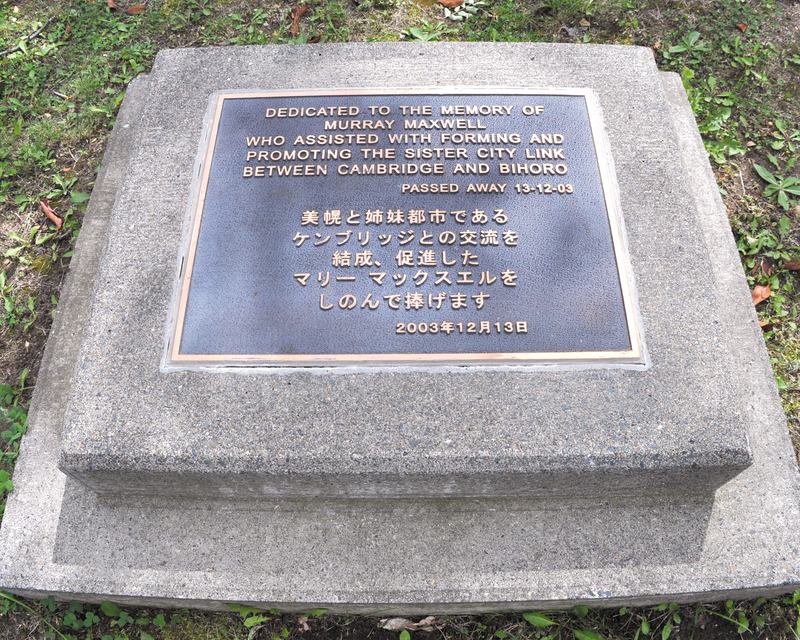 DEDICATED TO THE MEMORY OF
MURRAY MAXWELL
WHO ASSISTED WITH FORMING AND
PROMOTING THE SISTER CITY LINK
BETWEEN CAMBRIDGE AND BIHORO
PASSED AWAY 13-12-03
美幌と姉妹都市である
ケンブリッジとの交流を
結成、促進した
マリー マックスエルを
しのんで捧げます
2003年12月13日